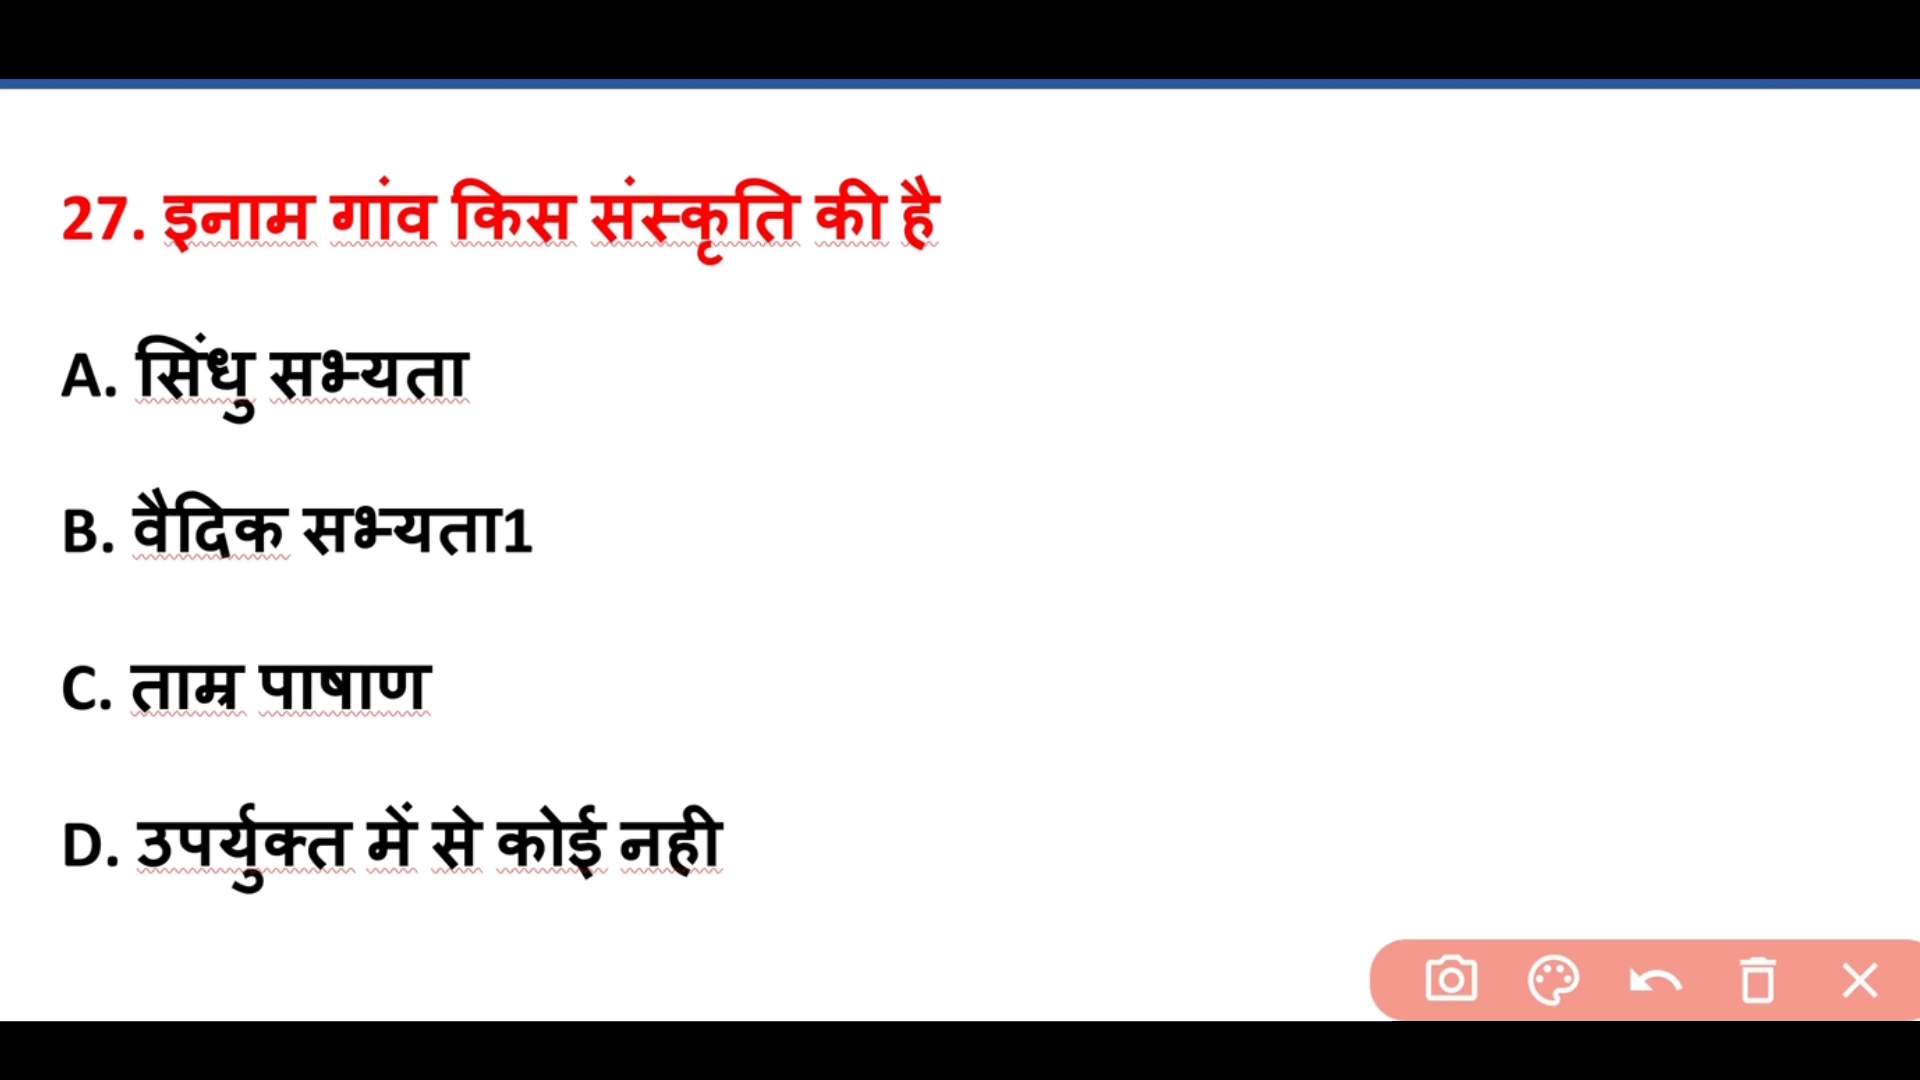 27. इनाम गांव किस संस्कृति की है
A. सिंधु सभ्यता
B. वैदिक सभ्यता1
C. ताम्र पाषाण
D. उपर्युक्त में से कोई नही